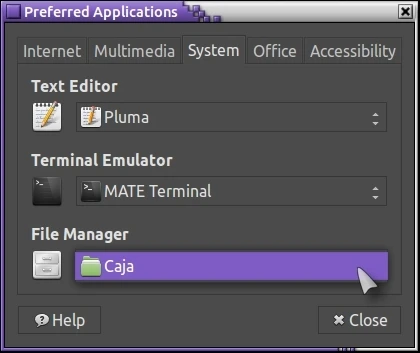 Preferred Applications
Internet Multimedia System Office Accessibility
Text Editor
Pluma
Terminal Emulator
MATE Terminal
File Manager
Caja
Help Close